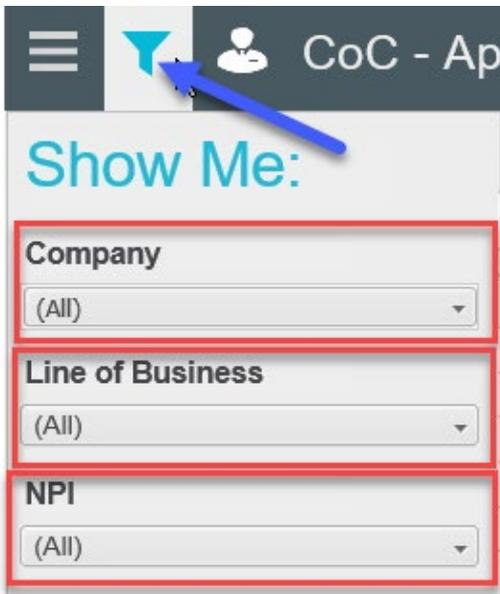 CoC - Ap
Show Me:
Company
(All)
Line of Business
(All)
NPI
(All)